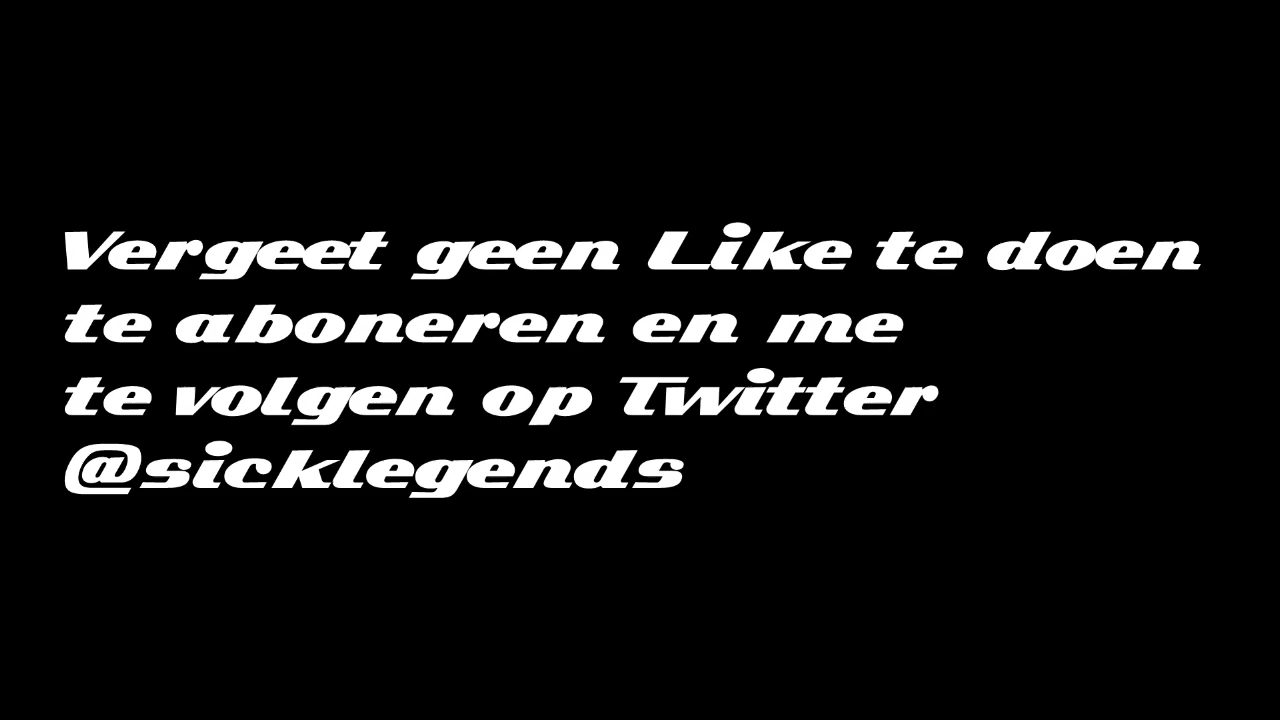 Vergeet geen Like te doen
te aboneren en me
te volgen op Twitter
@sicklegends